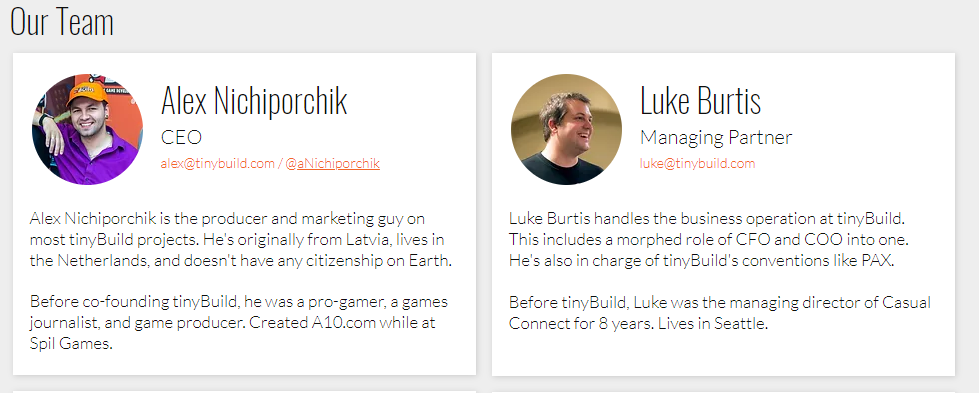 Our Team
Alex Nichiporchik
CEO
alex@tinybuild.com / @aNichiporchik
Alex Nichiporchik is the producer and marketing guy on
most tinyBuild projects. He's originally from Latvia, lives in
the Netherlands, and doesn't have any citizenship on Earth.
Before co-founding tinyBuild, he was a pro-gamer, a games
journalist, and game producer. Created A10.com while at
Spil Games.
Luke Burtis
Managing Partner
luke@tinybuild.com
Luke Burtis handles the business operation at tinyBuild.
This includes a morphed role of CFO and COO into one.
He's also in charge of tinyBuild's conventions like PAX.
Before tinyBuild, Luke was the managing director of Casual
Connect for 8 years. Lives in Seattle.